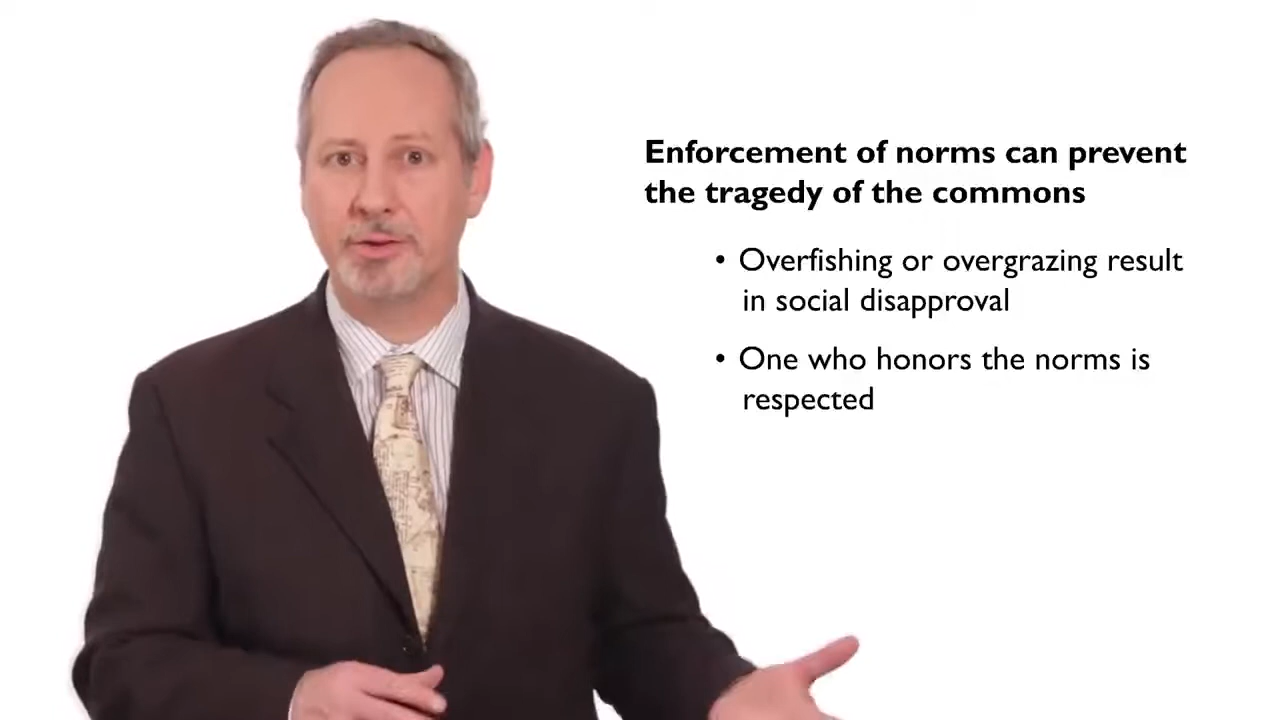 Enforcement of norms can prevent
the tragedy of the commons
• Overfishing or overgrazing result
in social disapproval
• One who honors the norms is
respected